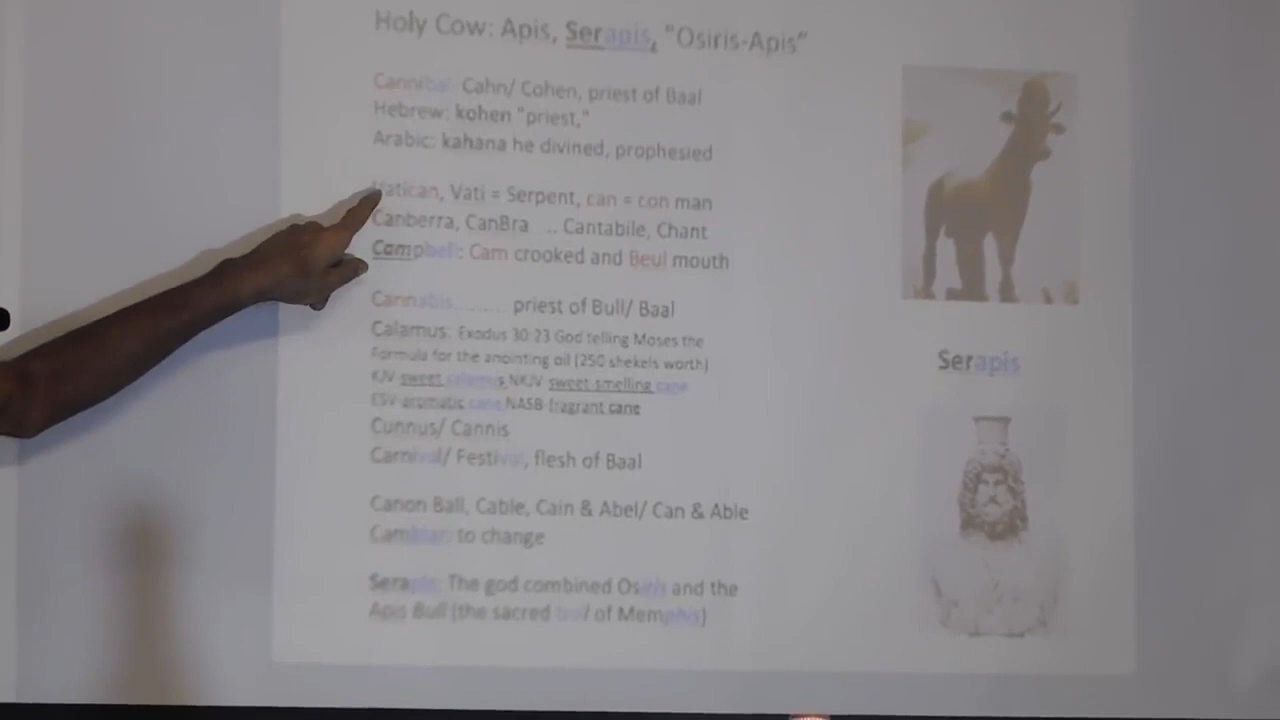 Holy Cow: Apis, Serapis, "Osiris-Apis"
Cannibal: Cahn/ Cohen, priest of Baal
Hebrew: kohen "priest,"
Arabic: kahana he divined, prophesied
Vatican, Vati = Serpent, can = con man
Canberra, CanBra .. Cantabile, Chant
Campbell: Cam crooked and Beul mouth
Cannabis........ priest of Bull/ Baal
Calamus: Exodus 30:23 God telling Moses the
Formula for the anointing oil (250 shekels worth)
KJV sweet calamus, NKJV sweet-smelling cane
ESV aromatic cane, NASB fragrant cane
Cunnus/ Cannis
Carnival/ Festival, flesh of Baal
Canon Ball, Cable, Cain & Abel/ Can & Able
Cambiar: to change
Serapis: The god combined Osiris and the
Apis Bull (the sacred bull of Memphis)
Serapis